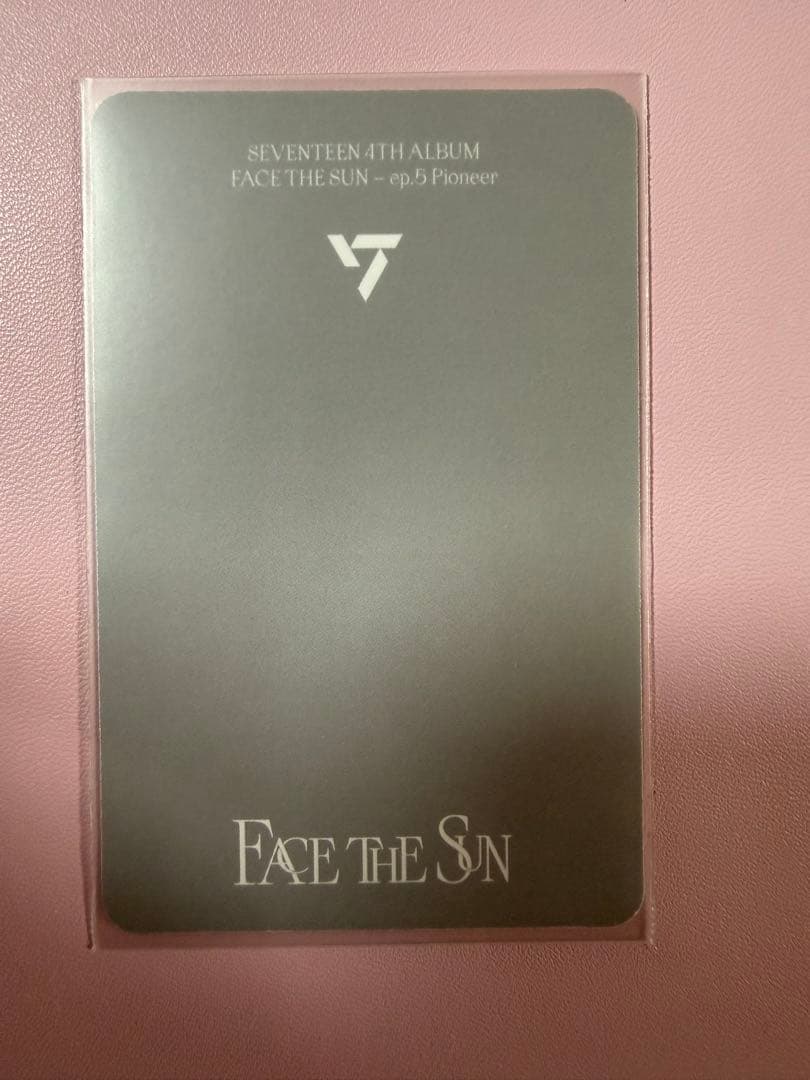 SEVENTEEN 4TH ALBUM
FACE THE SUN – ep.5 Pioneer
FACE THE SUN